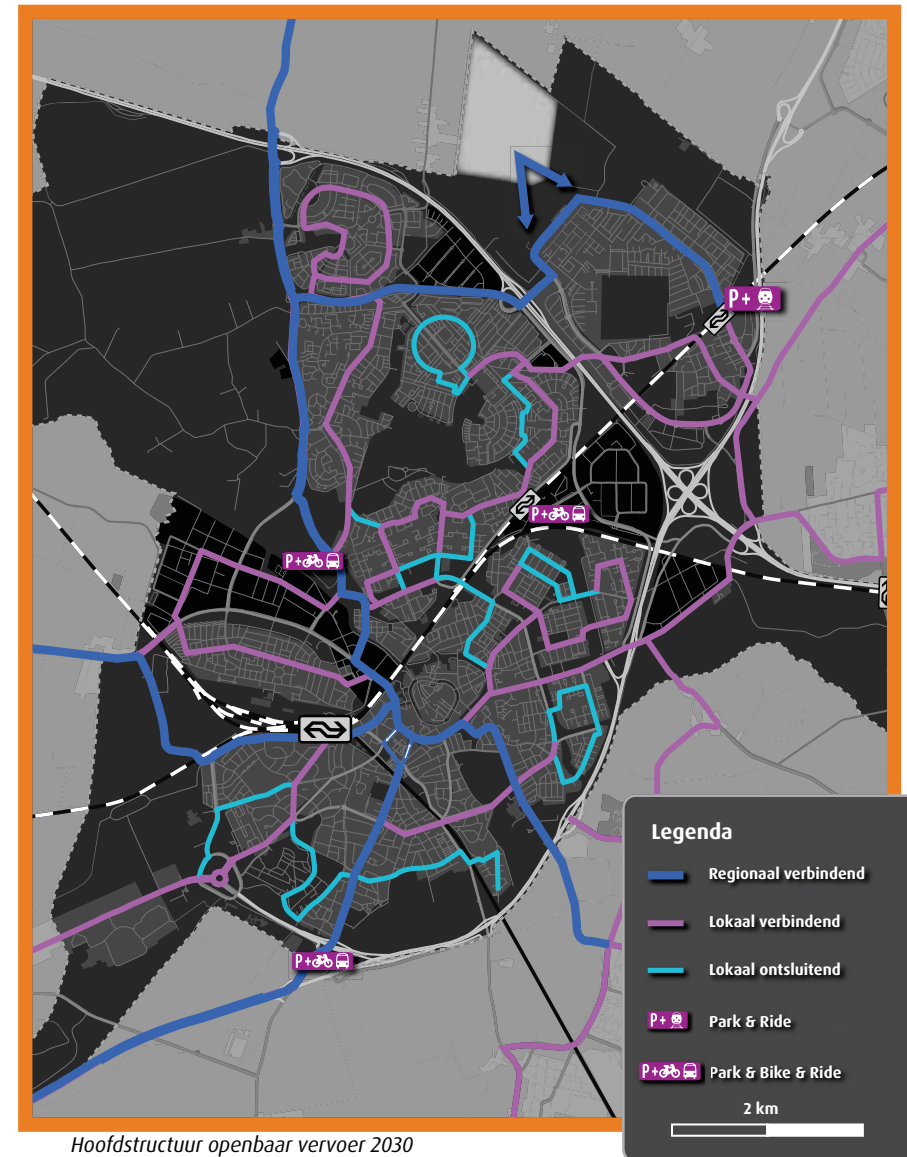 P+
P+
P+
P+
Legenda
Regionaal verbindend
Lokaal verbindend
Lokaal ontsluitend
P+ Park & Ride
P+ Park & Bike & Ride
2 km
Hoofdstructuur openbaar vervoer 2030